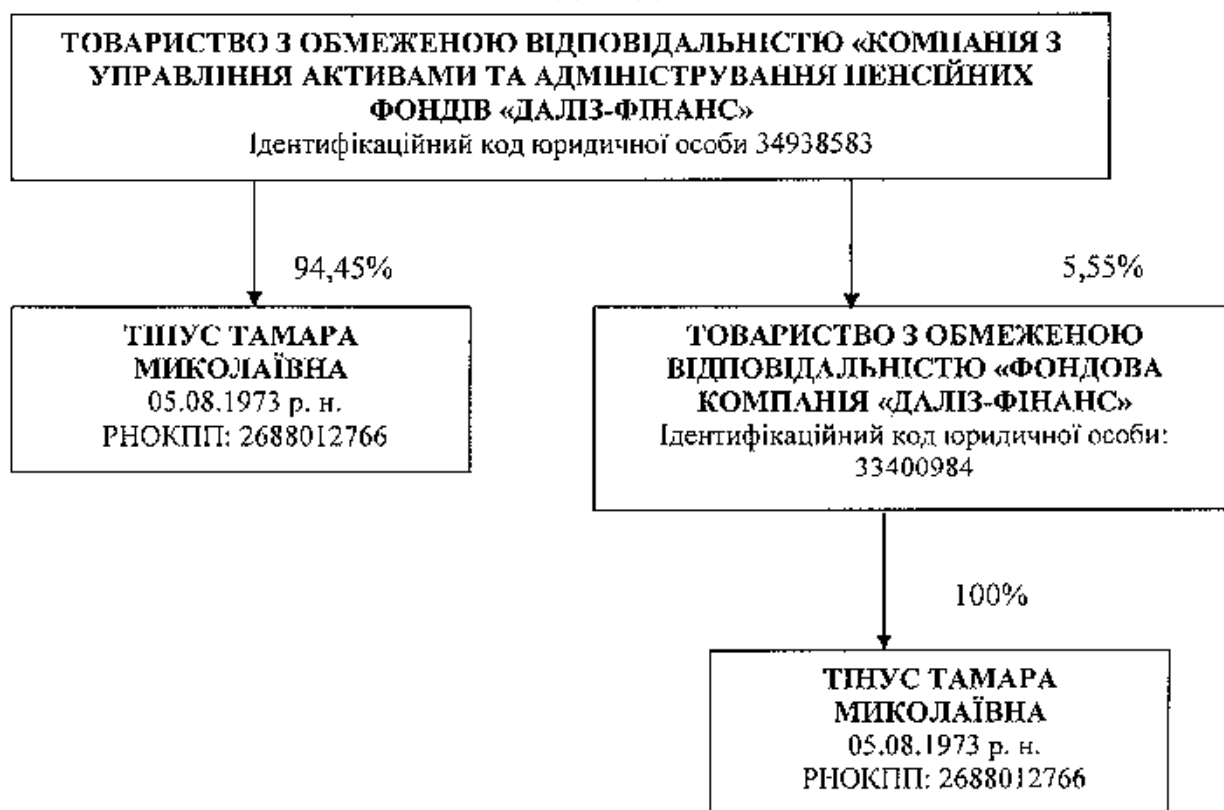 ТОВАРИСТВО З ОБМЕЖЕНОЮ ВІДПОВІДАЛЬНІСТЮ «КОМПАНІЯ З
УПРАВЛІННЯ АКТИВАМИ ТА АДМІНІСТРУВАННЯ ПЕНСІЙНИХ
ФОНДІВ «ДАЛІЗ-ФІНАНС»
Ідентифікаційний код юридичної особи 34938583
94,45%
5,55%
ТІНУС ТАМАРА
МИКОЛАЇВНА
05.08.1973 р. н.
РНОКПП: 2688012766
ТОВАРИСТВО З ОБМЕЖЕНОЮ
ВІДПОВІДАЛЬНІСТЮ «ФОНДОВА
КОМПАНІЯ «ДАЛІЗ-ФІНАНС»
Ідентифікаційний код юридичної особи:
33400984
100%
ТІНУС ТАМАРА
МИКОЛАЇВНА
05.08.1973 р. н.
РНОКПП: 2688012766